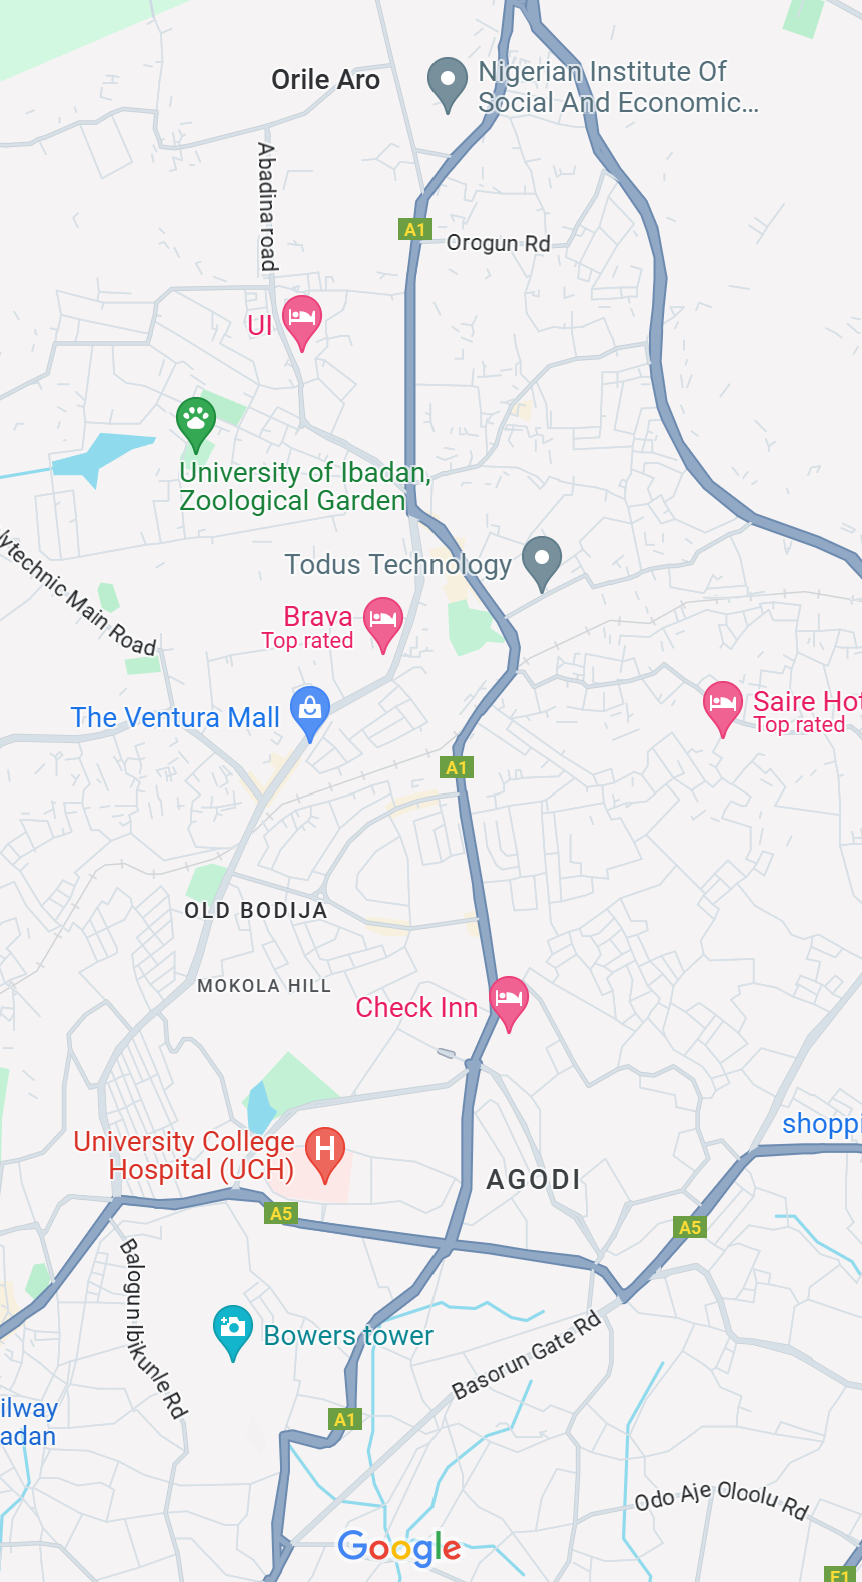 Orile Aro
Nigerian Institute Of
Social And Economic...
Abadina road
A1
Orogun Rd
UI
University of Ibadan,
Zoological Garden
Todus Technology
lytechnic Main Road
Brava
Top rated
The Ventura Mall
Saire Hot
Top rated
A1
OLD BODIJA
MOKOLA HILL
Check Inn
shoppi
University College
Hospital (UCH)
AGODI
A5
A5
Balogun Ibikunle Rd
Bowers tower
Basorun Gate Rd
ilway
adan
A1
Odo Aje Oloolu Rd
Google
E1